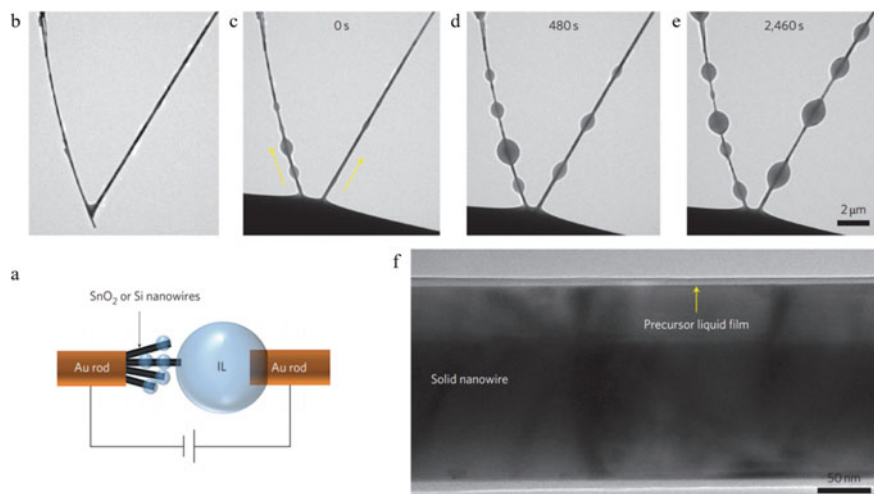 b
c
0 s
d
480 s
e
2,460 s
2 μm
a
SnO2 or Si nanowires
Au rod
IL
Au rod
f
Precursor liquid film
Solid nanowire
50 nm